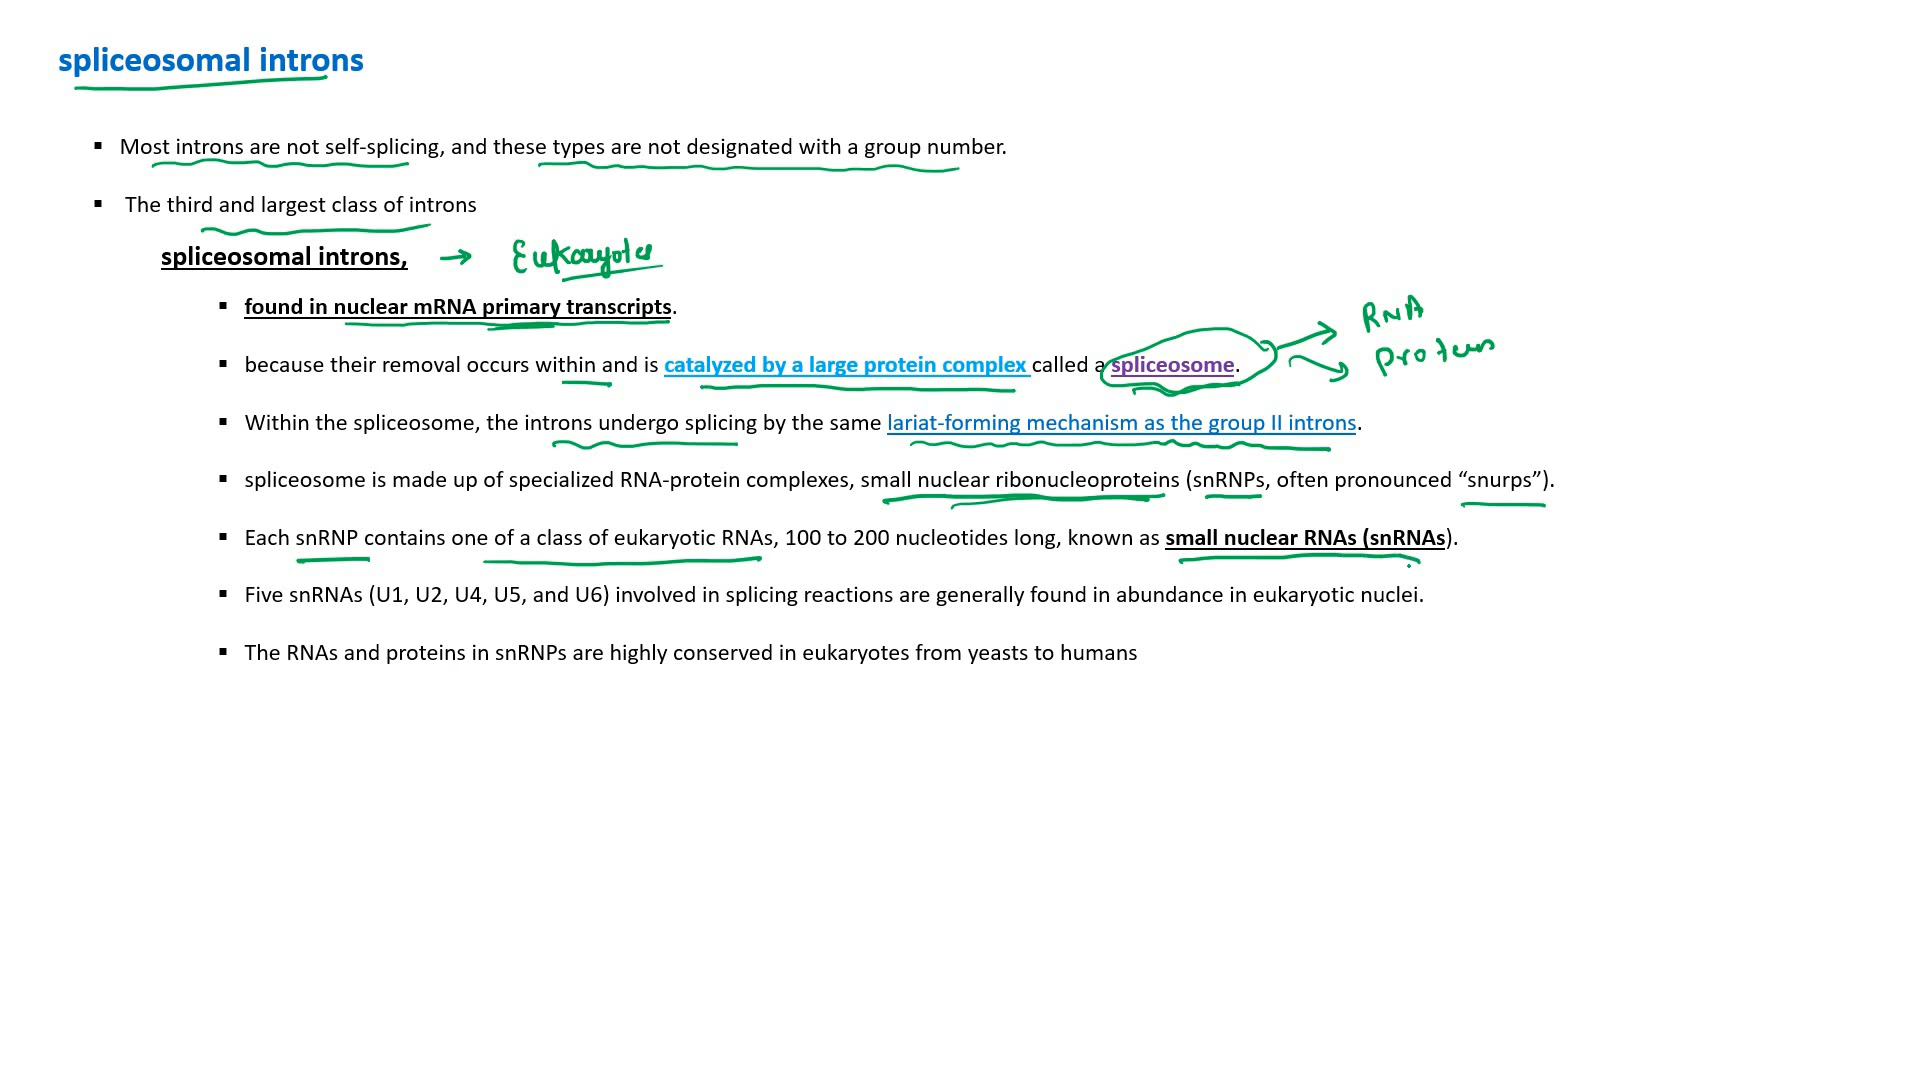 spliceosomal introns
▪ Most introns are not self-splicing, and these types are not designated with a group number.
▪ The third and largest class of introns
spliceosomal introns, → Eukaryotes
▪ found in nuclear mRNA primary transcripts.
RNA
▪ because their removal occurs within and is catalyzed by a large protein complex called a spliceosome.
Proteins
▪ Within the spliceosome, the introns undergo splicing by the same lariat-forming mechanism as the group II introns.
▪ spliceosome is made up of specialized RNA-protein complexes, small nuclear ribonucleoproteins (snRNPs, often pronounced “snurps”).
▪ Each snRNP contains one of a class of eukaryotic RNAs, 100 to 200 nucleotides long, known as small nuclear RNAs (snRNAs).
▪ Five snRNAs (U1, U2, U4, U5, and U6) involved in splicing reactions are generally found in abundance in eukaryotic nuclei.
▪ The RNAs and proteins in snRNPs are highly conserved in eukaryotes from yeasts to humans